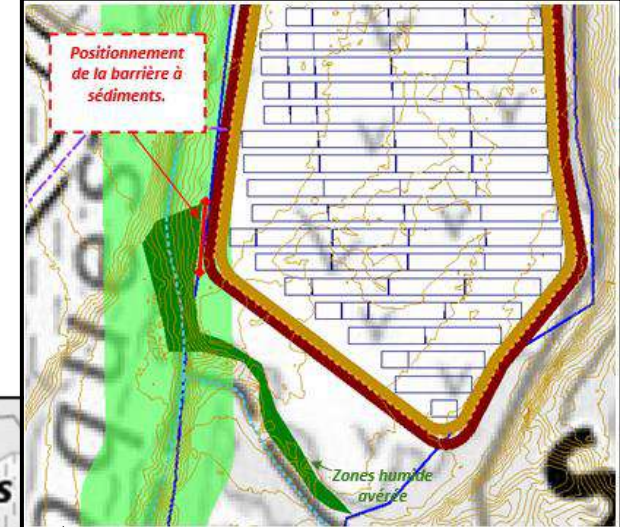 Positionnement
de la barrière à
sédiments.
Zones humide
avérée
S
s